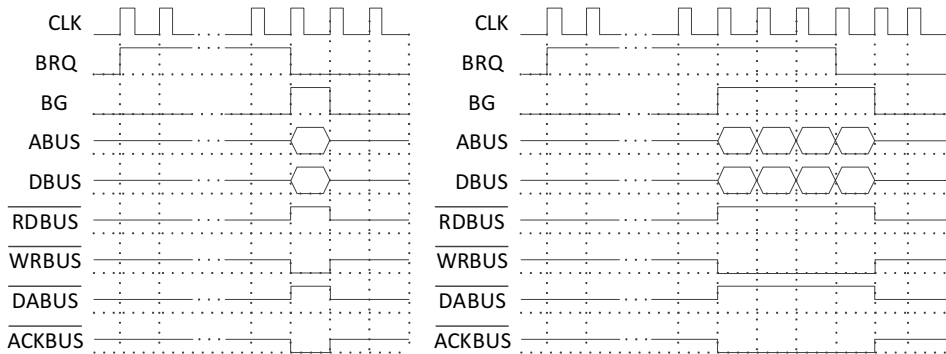 CLK CLK
BRQ BRQ
BG BG
ABUS ABUS
DBUS DBUS
RDBUS RDBUS
WRBUS WRBUS
DABUS DABUS
ACKBUS ACKBUS